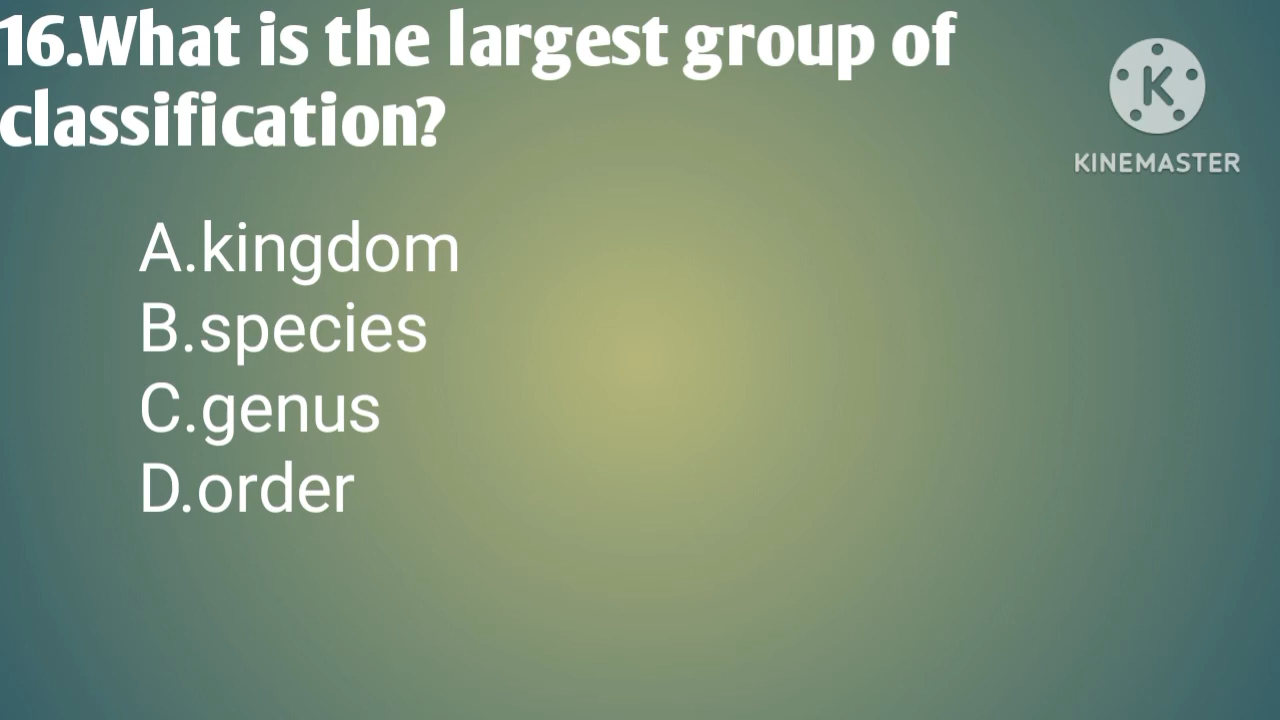 16.What is the largest group of
classification?
K
KINEMASTER
A.kingdom
B.species
C.genus
D.order